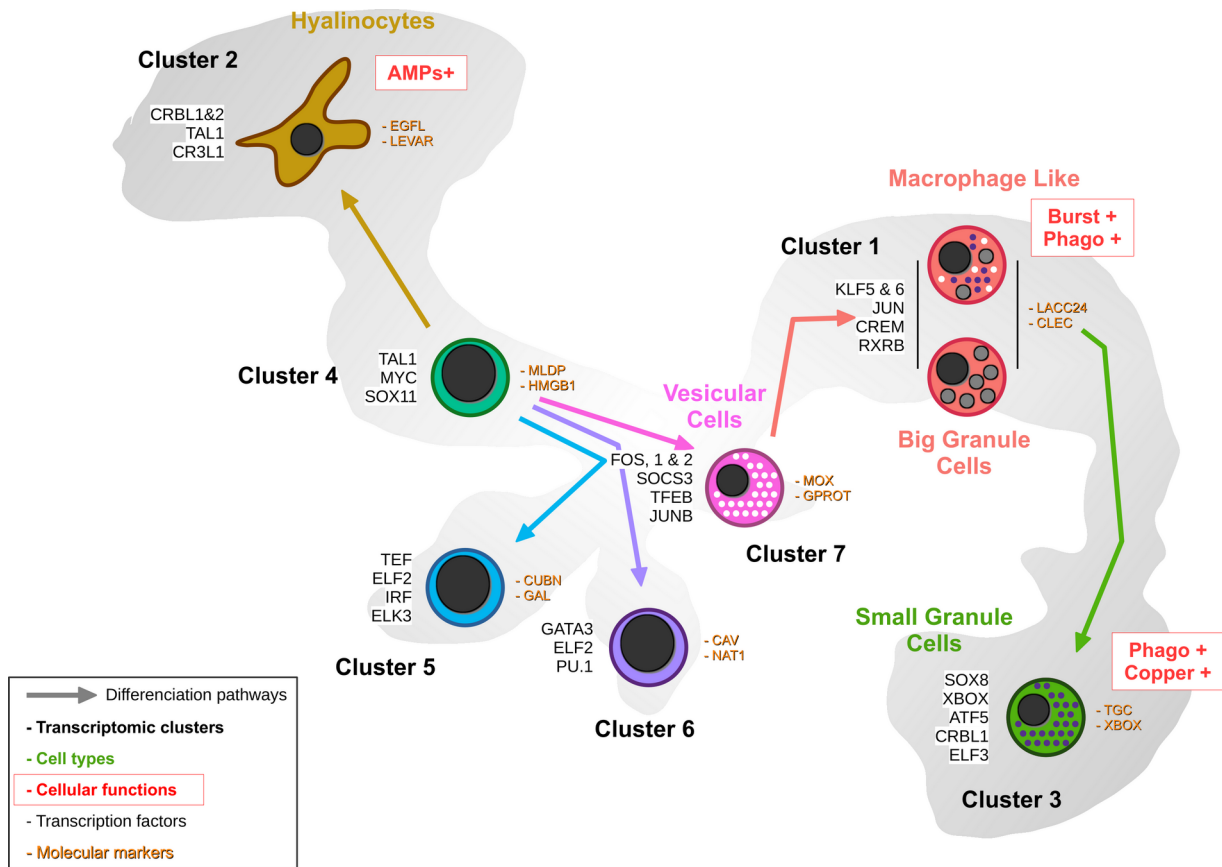 Hyalinocytes
Cluster 2
AMPs+
CRBL1&2
TAL1
CR3L1
- EGFL
- LEVAR
Macrophage Like
Burst +
Phago +
Cluster 1
KLF5 & 6
JUN
CREM
RXRB
- LACC24
- CLEC
Big Granule
Cells
Cluster 4
TAL1
MYC
SOX11
- MLDP
- HMGB1
Vesicular
Cells
FOS, 1 & 2
SOCS3
TFEB
JUNB
- MOX
- GPROT
Cluster 7
TEF
ELF2
IRF
ELK3
- CUBN
- GAL
Cluster 5
GATA3
ELF2
PU.1
- CAV
- NAT1
Cluster 6
Small Granule
Cells
Phago +
Copper +
SOX8
XBOX
ATF5
CRBL1
ELF3
- TGC
- XBOX
Cluster 3
Differenciation pathways
- Transcriptomic clusters
- Cell types
- Cellular functions
- Transcription factors
- Molecular markers